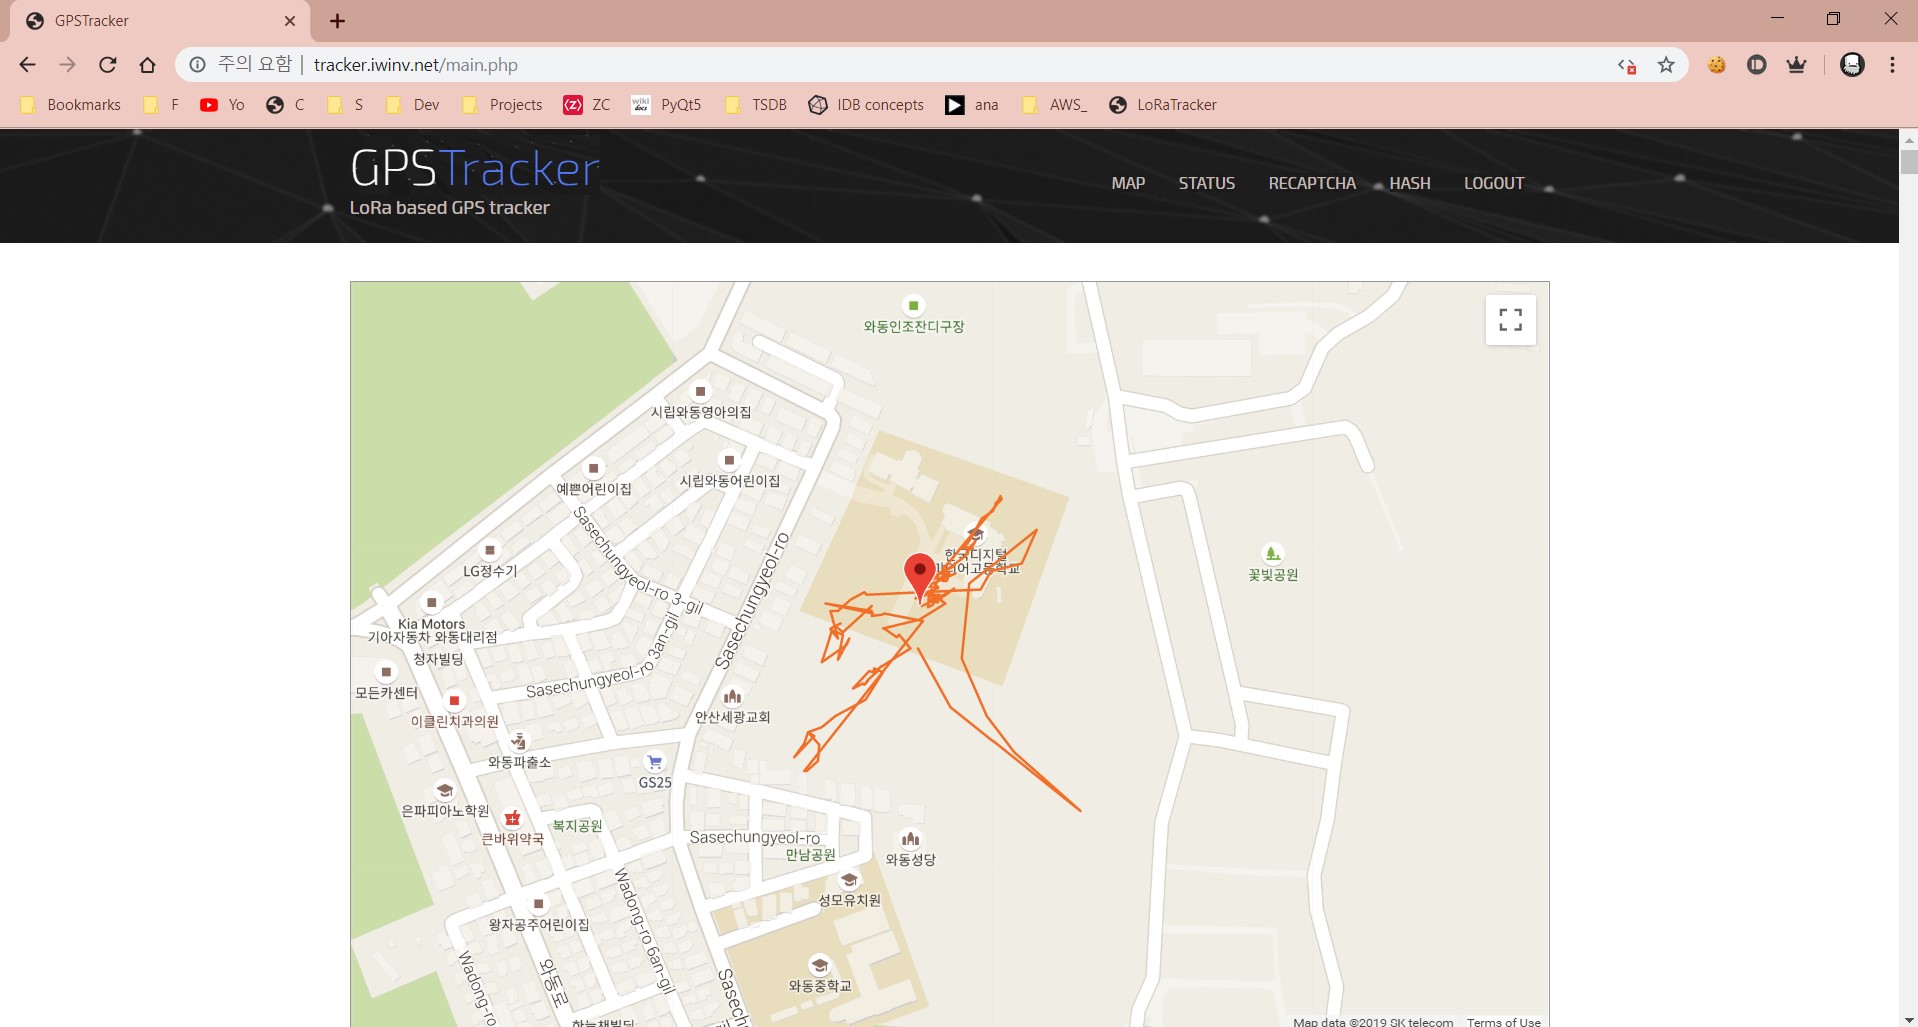 GPSTracker
주의 요함 | tracker.iwinv.net/main.php
Bookmarks F Yo C S Dev Projects ZC wiki docs PyQt5 TSDB IDB concepts ana AWS_ LoRaTracker
GPSTracker
LoRa based GPS tracker
MAP STATUS RECAPTCHA HASH LOGOUT
와동인조잔디구장
시립와동영아의집
시립와동어린이집
예쁜어린이집
Sasechungyeol-ro 3-gil
Sasechungyeol-ro
LG정수기
한국디지털
꽃빛공원
Kia Motors
기아자동차 와동대리점
청자빌딩
Sasechungyeol-ro 3an-gil
모든카센터
이클린치과의원
안산세광교회
와동파출소
GS25
은파피아노학원
큰바위약국
복지공원
Sasechungyeol-ro
만남공원
와동성당
성모유치원
왕자공주어린이집
Wadong-ro 6an-gil
와동로
Wadong-ro
Sasech
와동중학교
하늘채빌딩
Map data ©2019 SK telecom Terms of Use